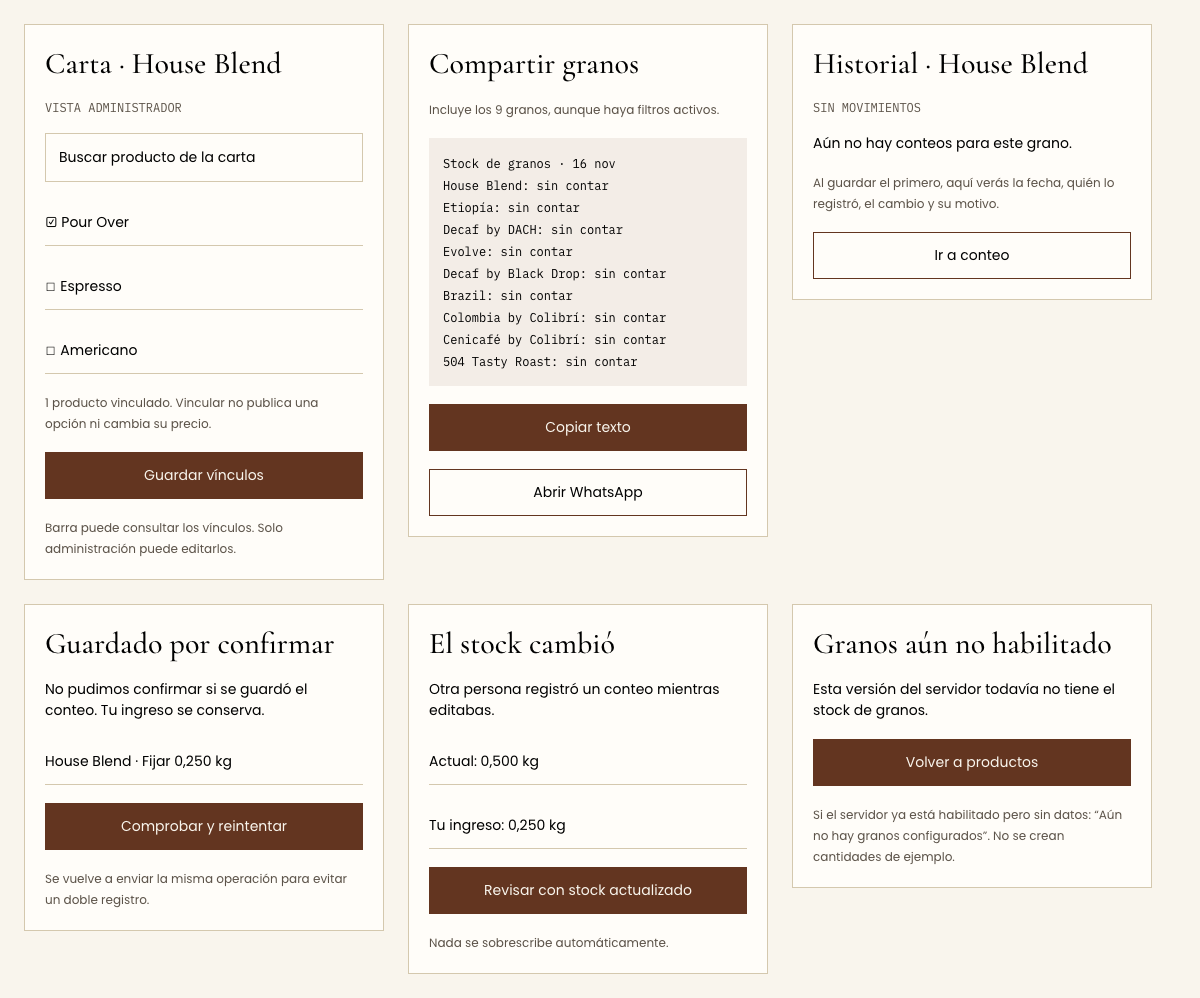 Carta · House Blend
VISTA ADMINISTRADOR
Buscar producto de la carta
☑ Pour Over
☐ Espresso
☐ Americano
1 producto vinculado. Vincular no publica una
opción ni cambia su precio.
Guardar vínculos
Barra puede consultar los vínculos. Solo
administración puede editarlos.
Compartir granos
Incluye los 9 granos, aunque haya filtros activos.
Stock de granos · 16 nov
House Blend: sin contar
Etiopía: sin contar
Decaf by DACH: sin contar
Evolve: sin contar
Decaf by Black Drop: sin contar
Brazil: sin contar
Colombia by Colibrí: sin contar
Cenicafé by Colibrí: sin contar
504 Tasty Roast: sin contar
Copiar texto
Abrir WhatsApp
Historial · House Blend
SIN MOVIMIENTOS
Aún no hay conteos para este grano.
Al guardar el primero, aquí verás la fecha, quién lo
registró, el cambio y su motivo.
Ir a conteo
Guardado por confirmar
No pudimos confirmar si se guardó el
conteo. Tu ingreso se conserva.
House Blend · Fijar 0,250 kg
Comprobar y reintentar
Se vuelve a enviar la misma operación para evitar
un doble registro.
El stock cambió
Otra persona registró un conteo mientras
editabas.
Actual: 0,500 kg
Tu ingreso: 0,250 kg
Revisar con stock actualizado
Nada se sobrescribe automáticamente.
Granos aún no habilitado
Esta versión del servidor todavía no tiene el
stock de granos.
Volver a productos
Si el servidor ya está habilitado pero sin datos: “Aún
no hay granos configurados”. No se crean
cantidades de ejemplo.